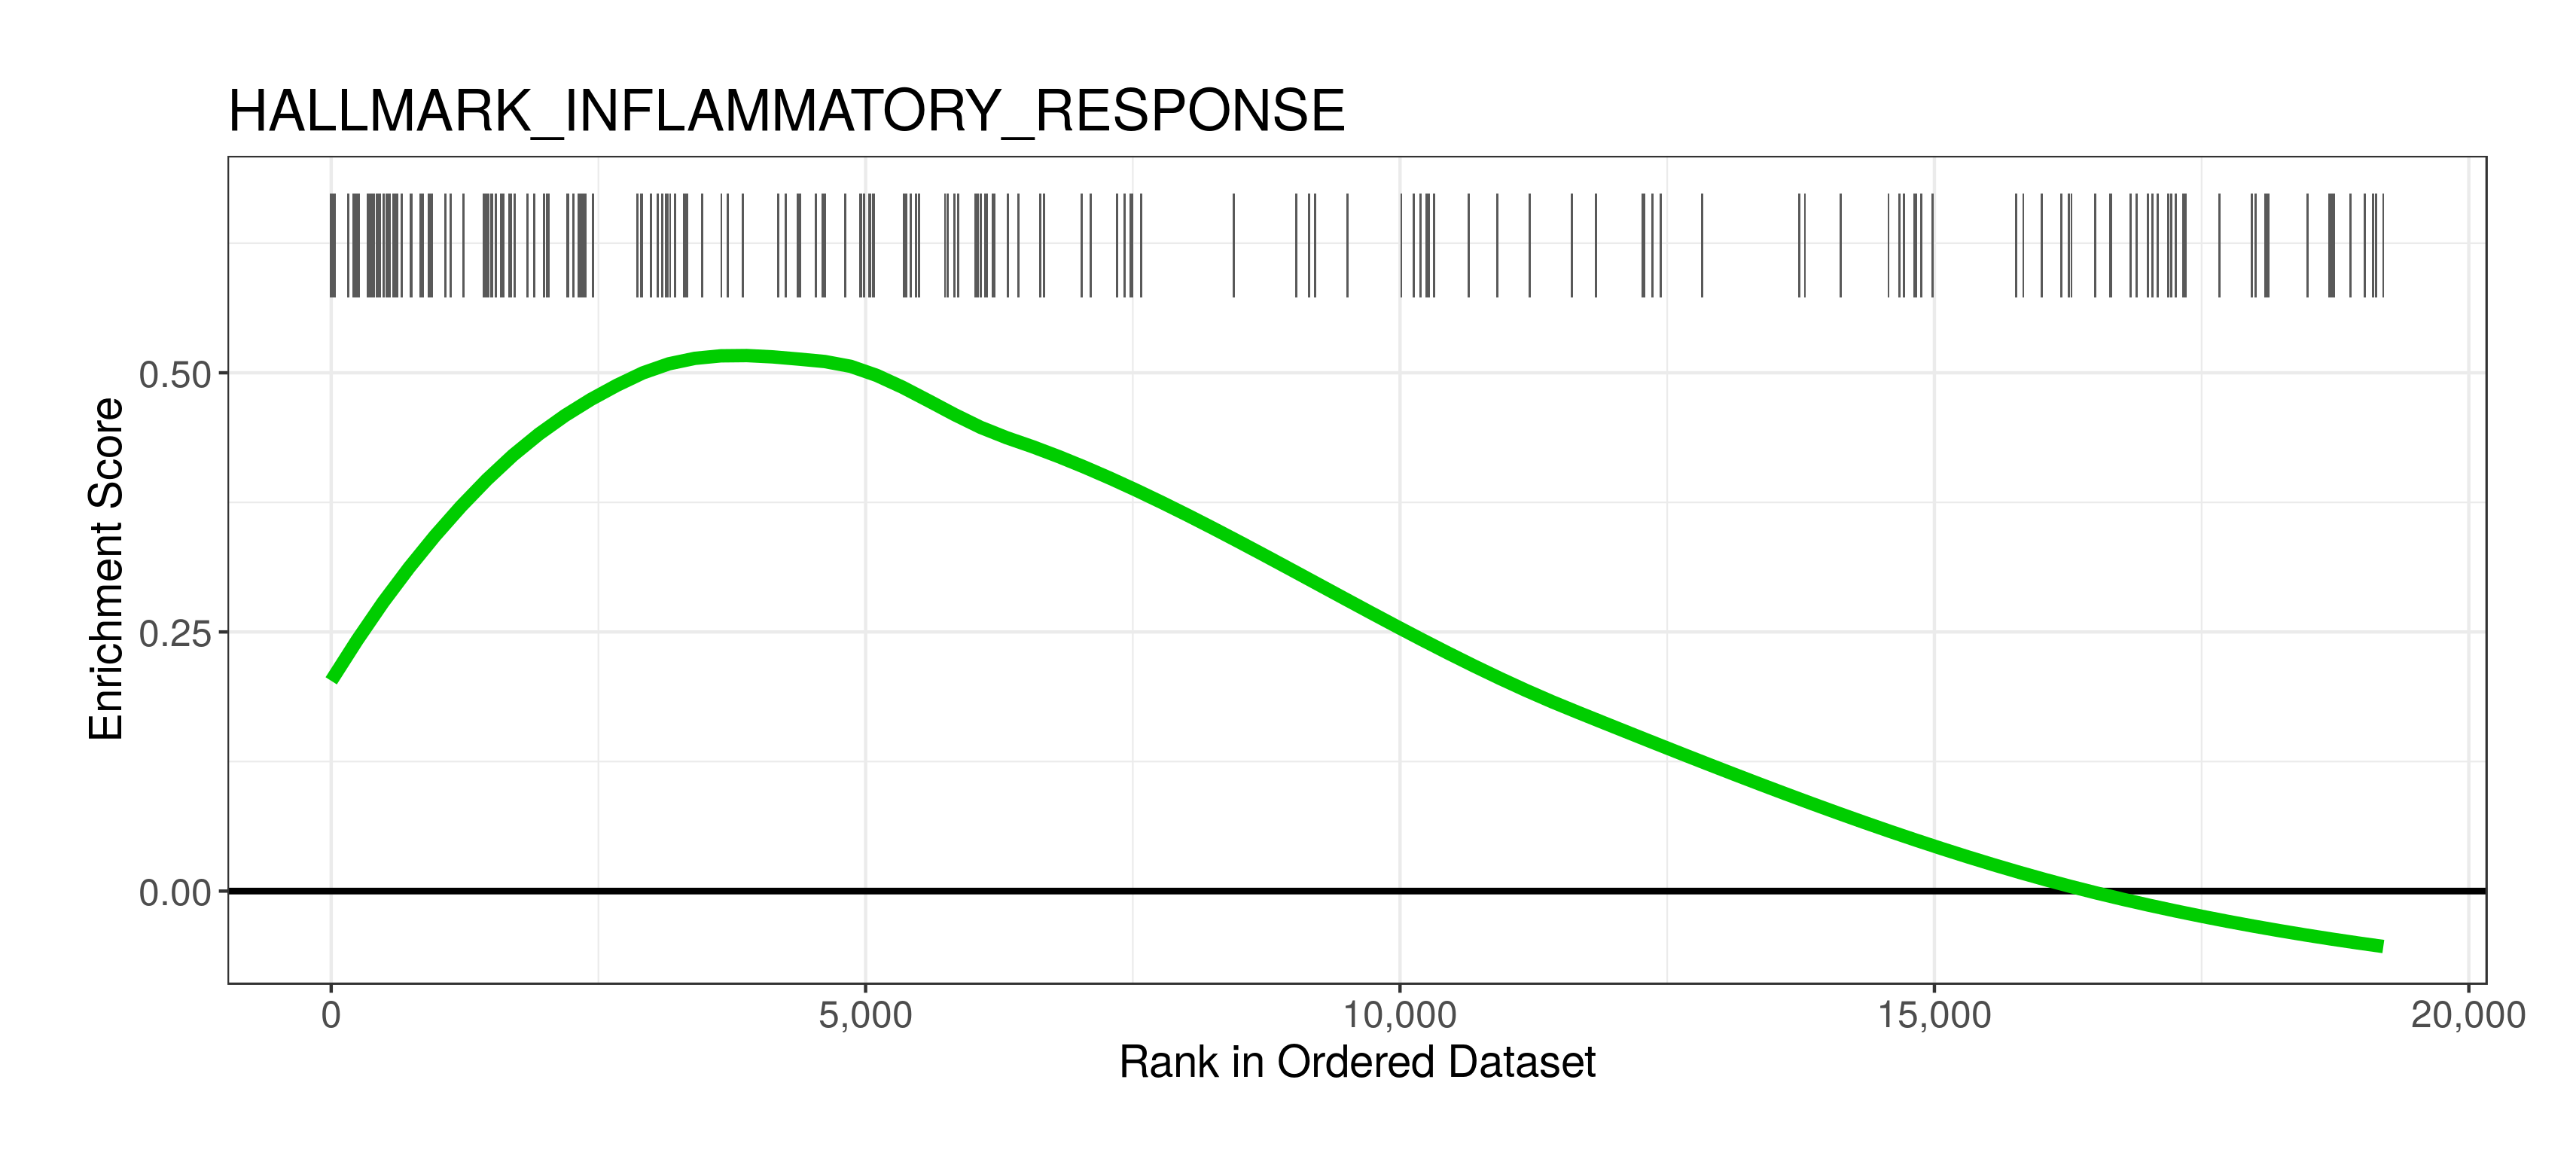 HALLMARK_INFLAMMATORY_RESPONSE
Enrichment Score
0.50
0.25
0.00
0 5,000 10,000 15,000 20,000
Rank in Ordered Dataset